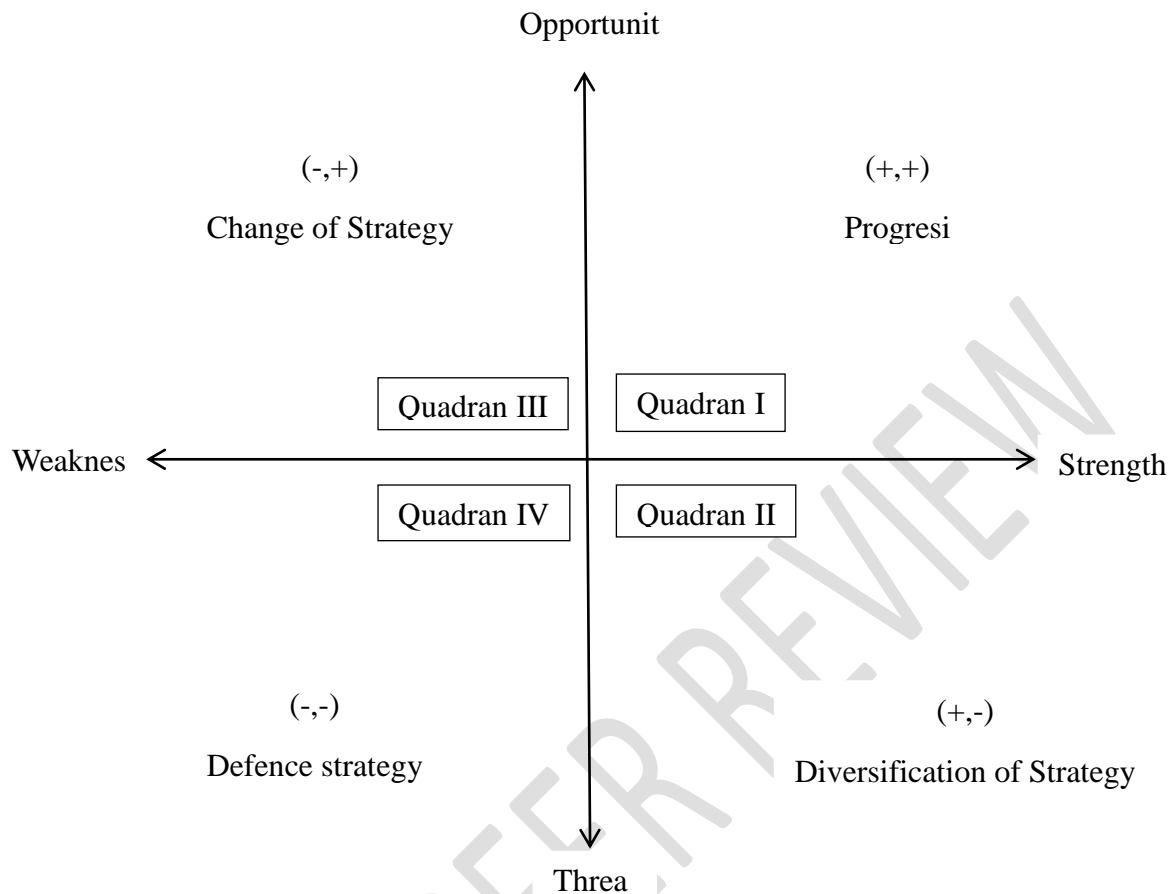 Opportunit
(-,+)
(+,+)
Change of Strategy
Progresi
Quadran III
Quadran I
Weaknes
Strength
Quadran IV
Quadran II
(-,-)
(+,-)
Defence strategy
Diversification of Strategy
Threa
ER REVIEW